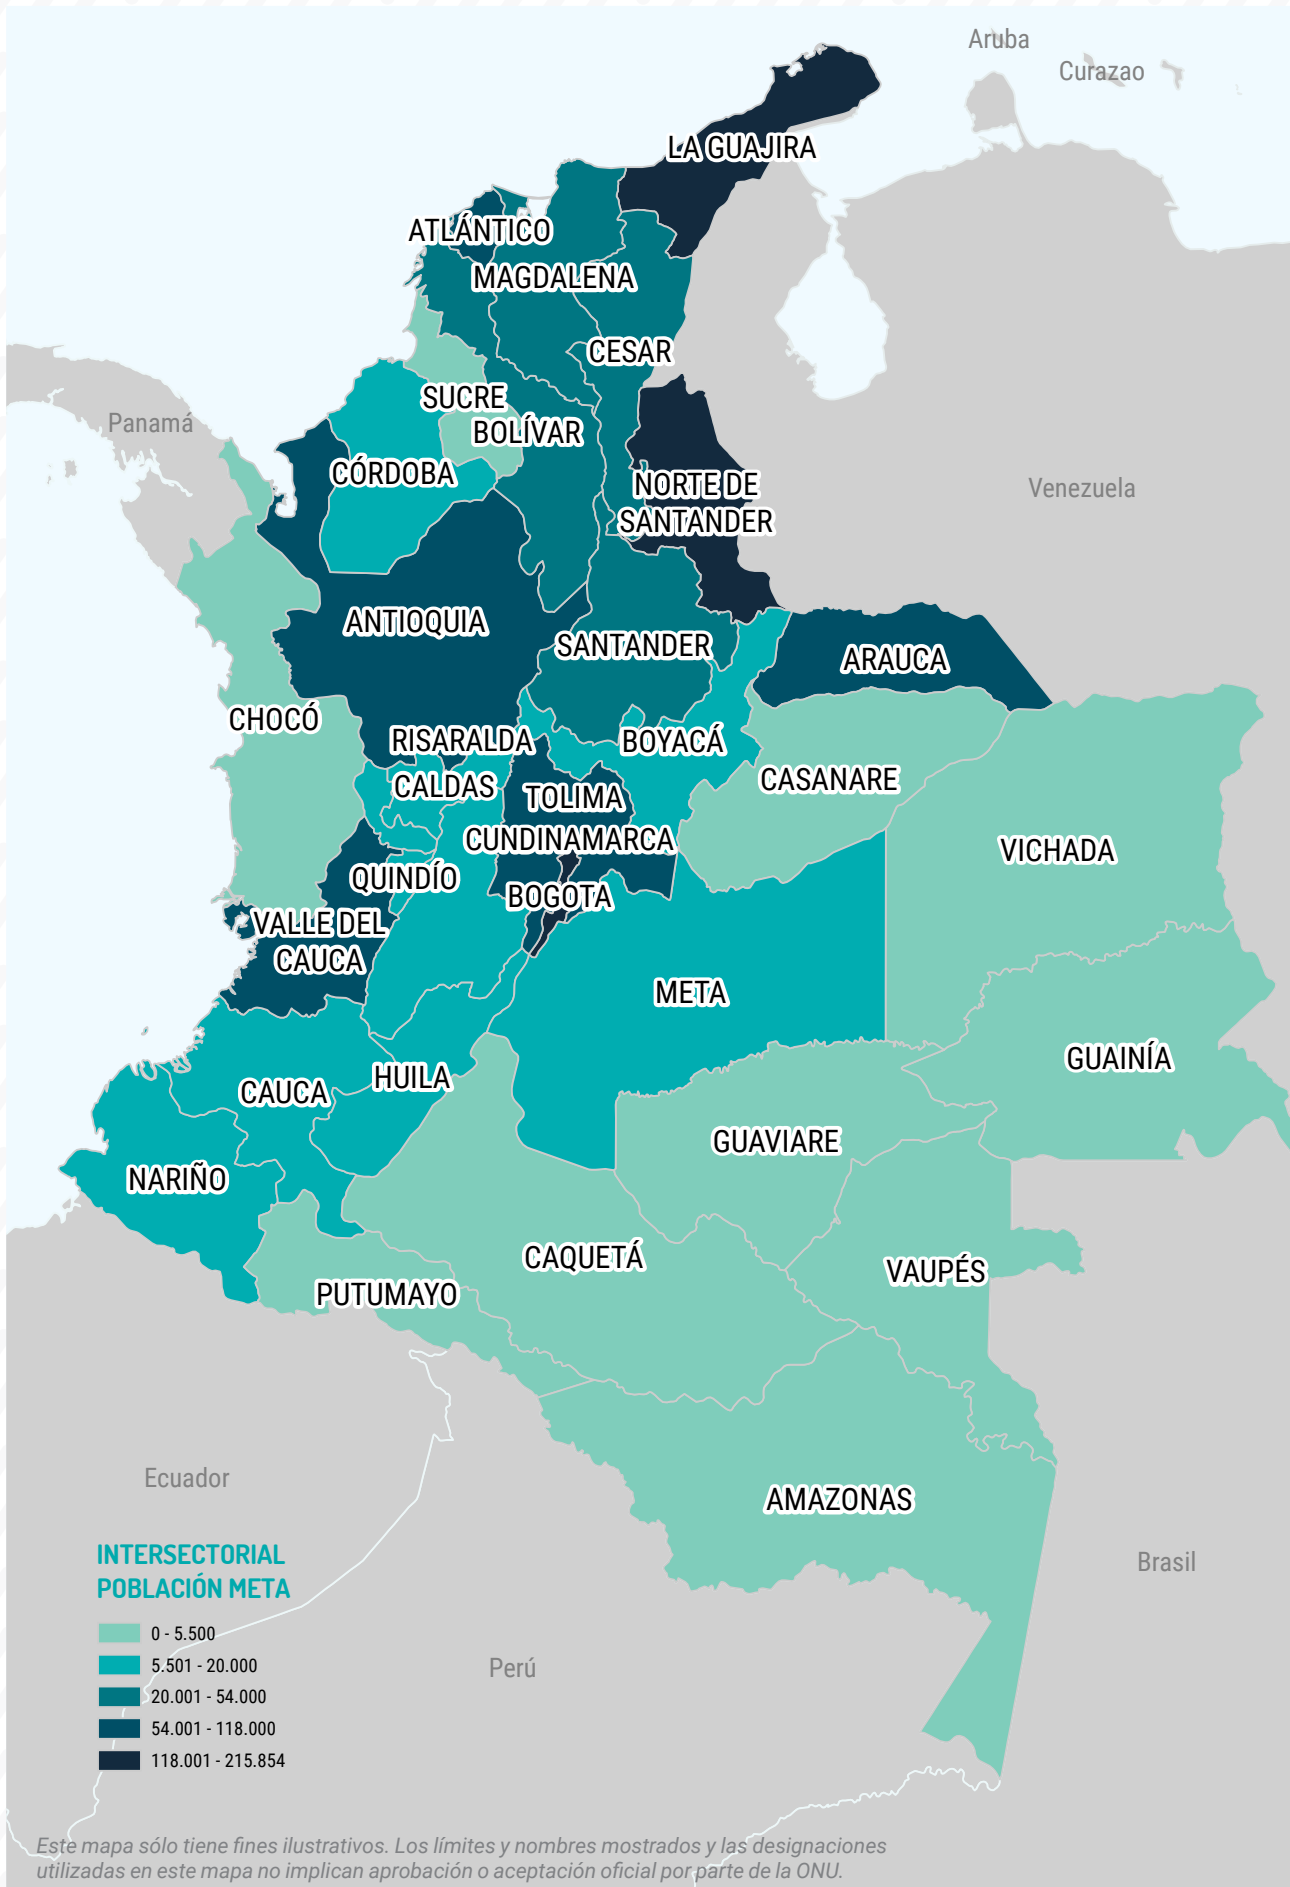 Aruba
Curazao
LA GUAJIRA
ATLÁNTICO
MAGDALENA
CESAR
SUCRE
BOLÍVAR
Panamá
CÓRDOBA
NORTE DE
SANTANDER
Venezuela
ANTIOQUIA
SANTANDER
ARAUCA
CHOCÓ
RISARALDA
BOYACÁ
CALDAS
TOLIMA
CASANARE
CUNDINAMARCA
VICHADA
QUINDÍO
BOGOTA
VALLE DEL
CAUCA
META
GUAINÍA
HUILA
CAUCA
GUAVIARE
NARIÑO
CAQUETÁ
VAUPÉS
PUTUMAYO
Ecuador
AMAZONAS
Brasil
Perú
INTERSECTORIAL
POBLACIÓN META
0 - 5.500
5.501 - 20.000
20.001 - 54.000
54.001 - 118.000
118.001 - 215.854
Este mapa sólo tiene fines ilustrativos. Los límites y nombres mostrados y las designaciones
utilizadas en este mapa no implican aprobación o aceptación oficial por parte de la ONU.